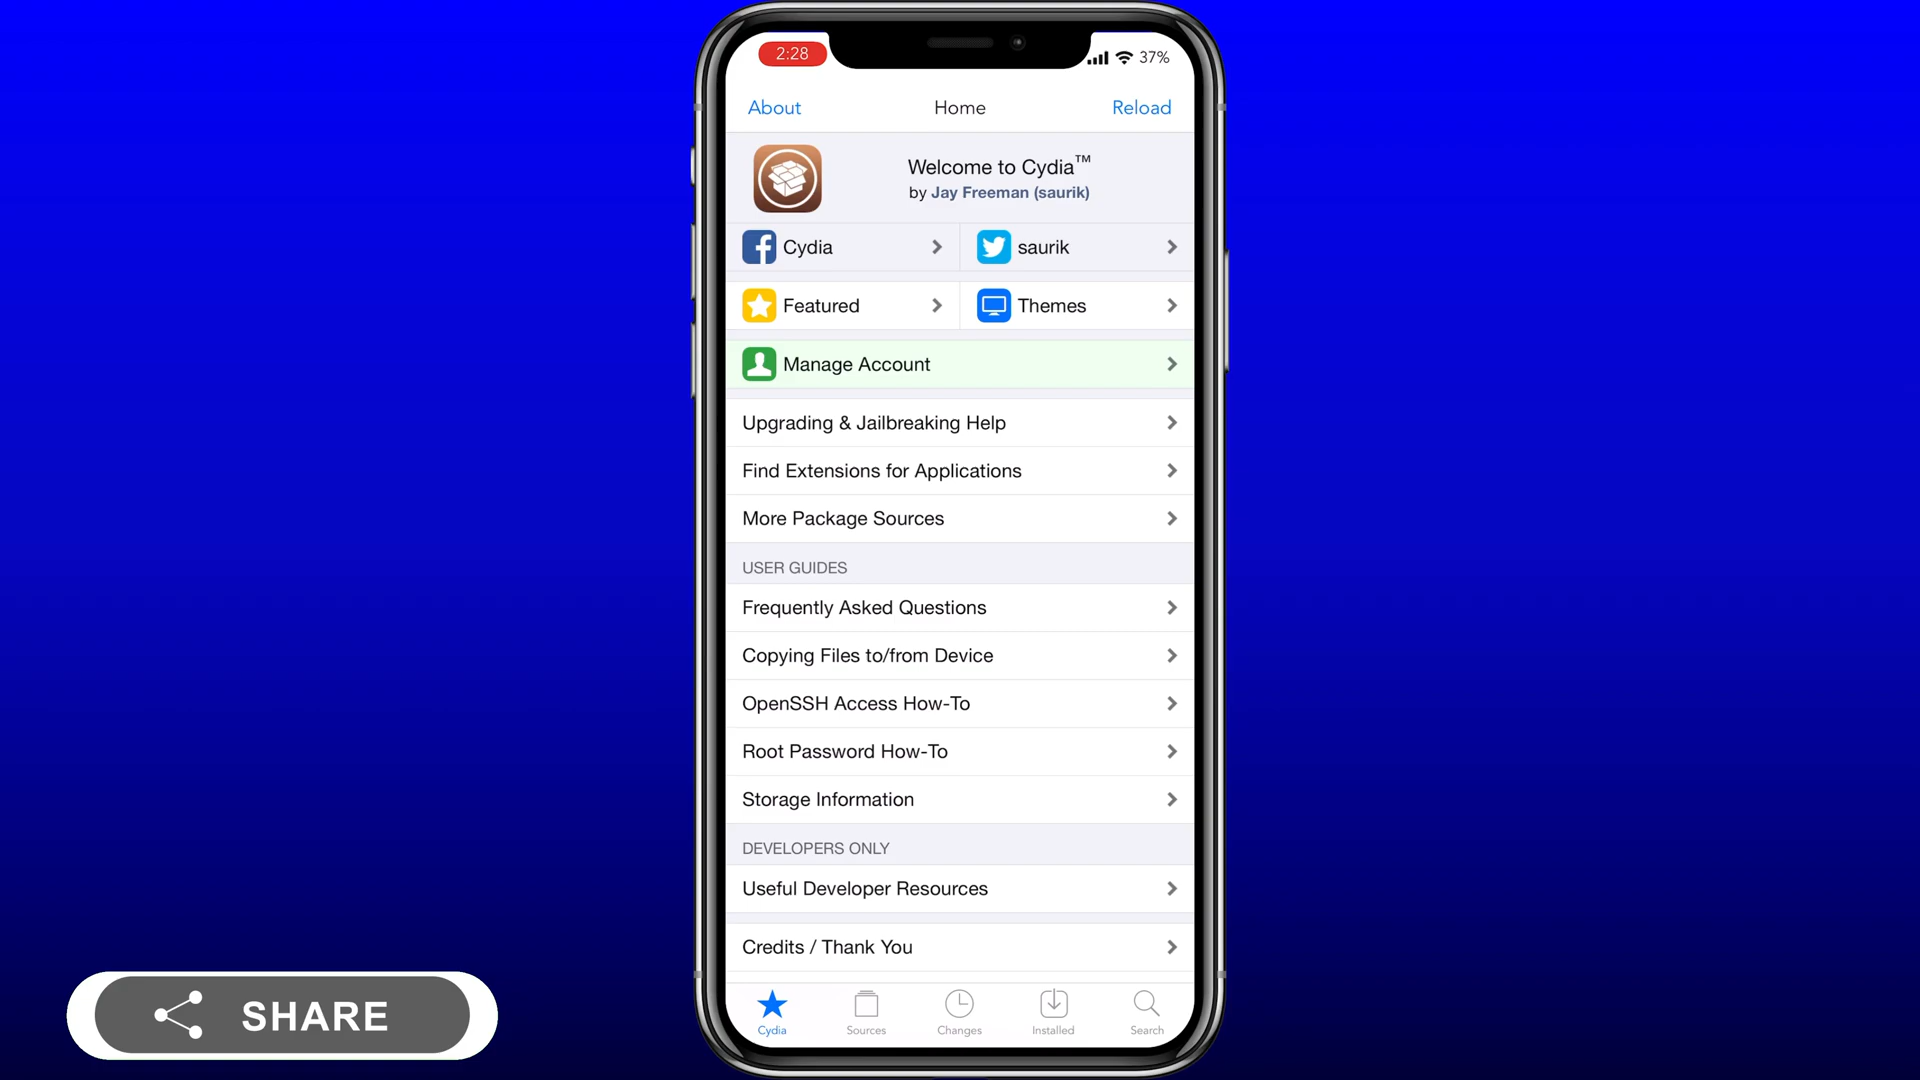 2:28
37%
About
Home
Reload
Welcome to Cydia™
by Jay Freeman (saurik)
Cydia
saurik
Featured
Themes
Manage Account
Upgrading & Jailbreaking Help
Find Extensions for Applications
More Package Sources
USER GUIDES
Frequently Asked Questions
Copying Files to/from Device
OpenSSH Access How-To
Root Password How-To
Storage Information
DEVELOPERS ONLY
Useful Developer Resources
Credits / Thank You
Cydia
Sources
Changes
Installed
Search
SHARE